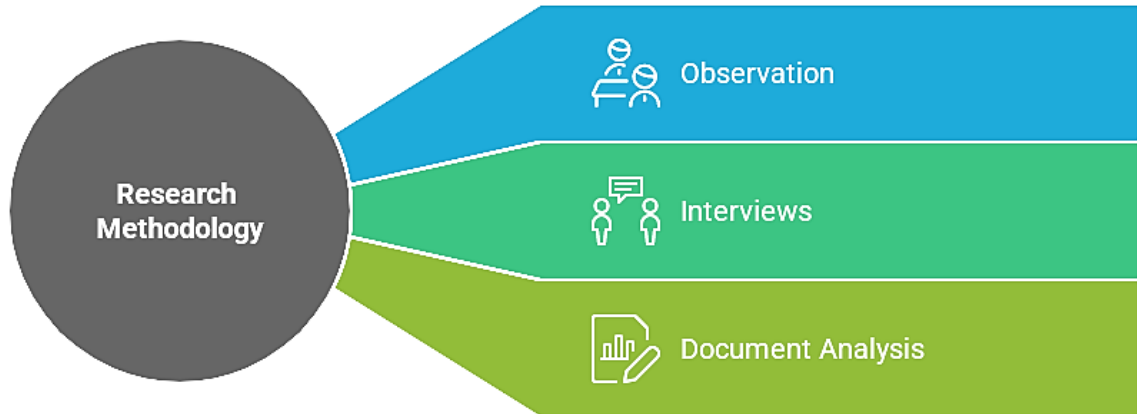 Research
Methodology
Observation
Interviews
Document Analysis